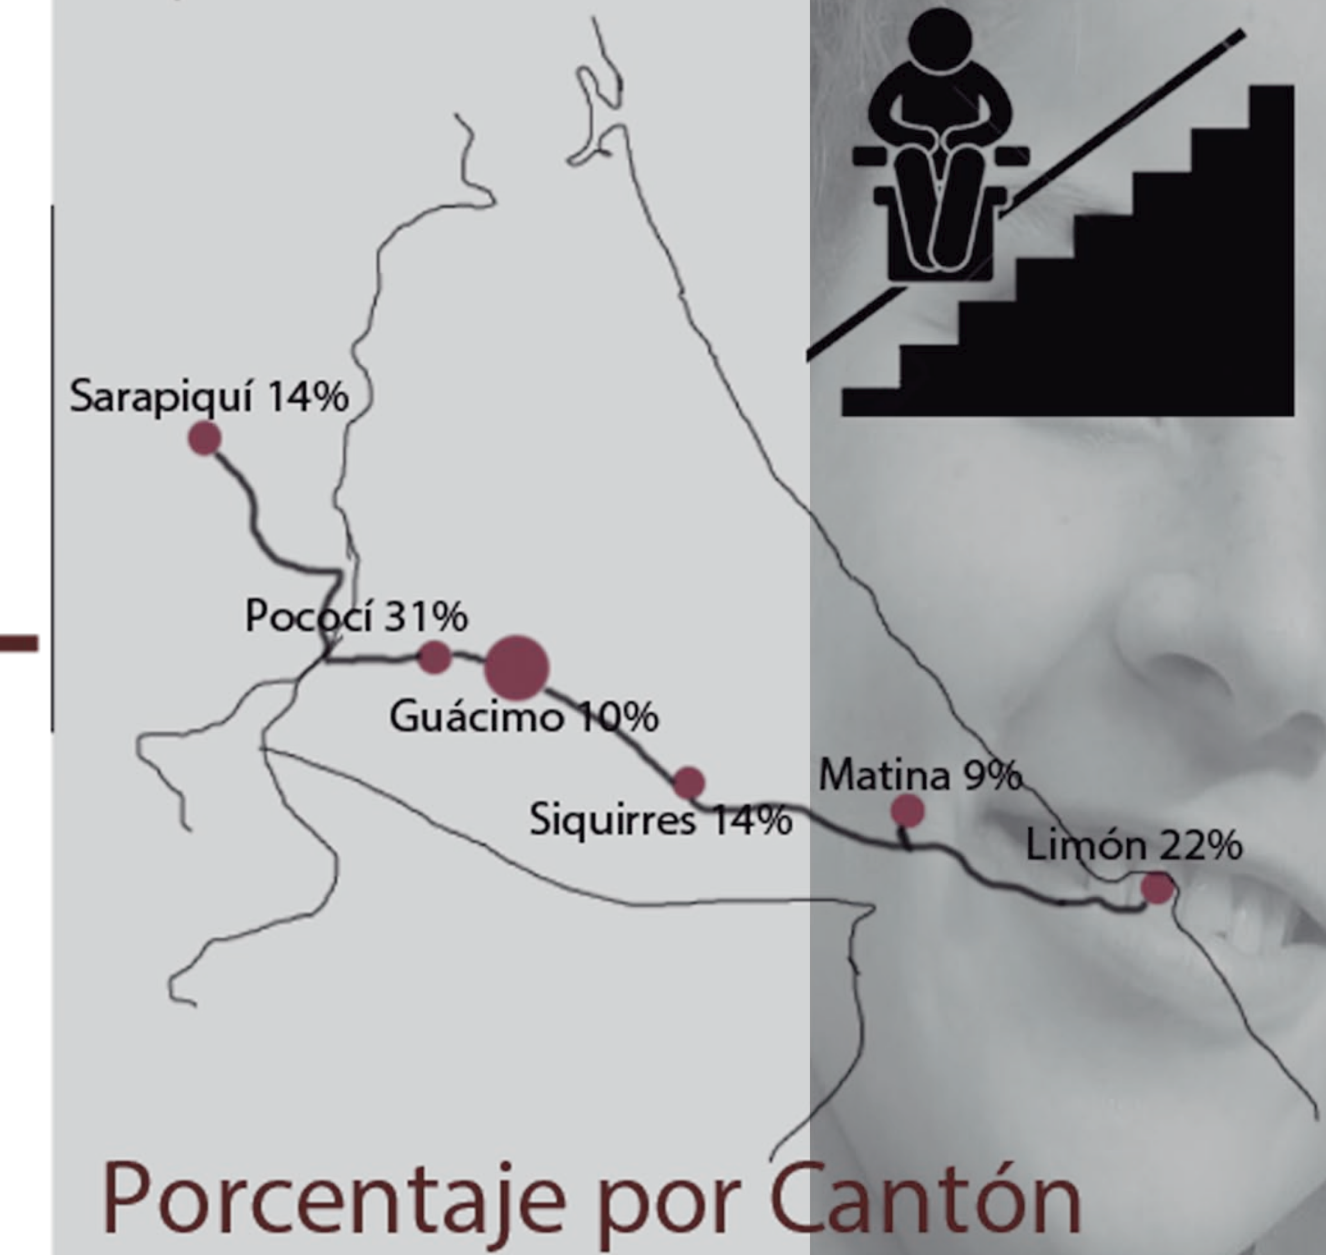 Sarapiquí 14%
Pococí 31%
Guácimo 10%
Siquirres 14%
Matina 9%
Limón 22%
Porcentaje por Cantón